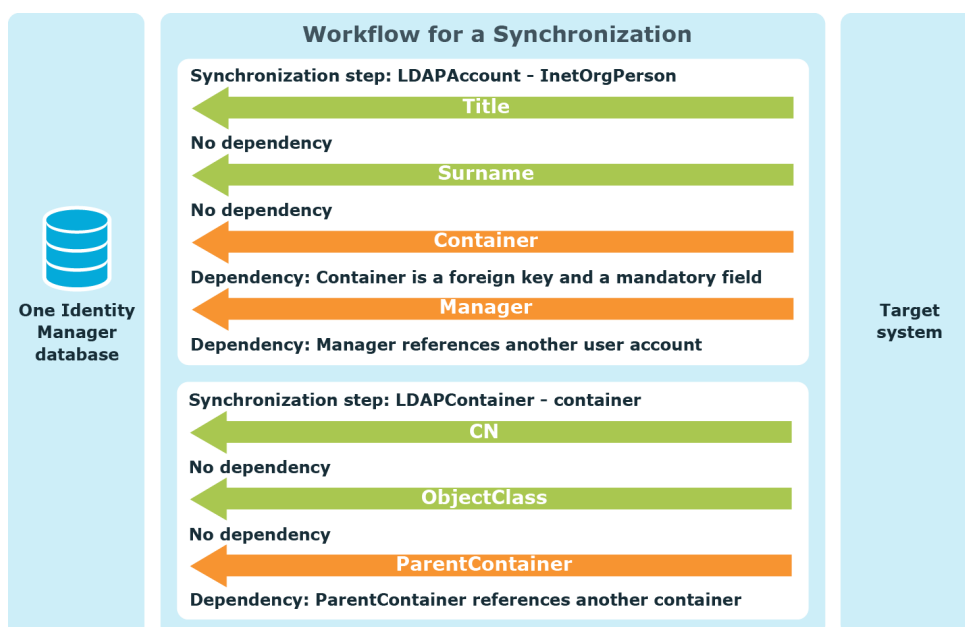 Workflow for a Synchronization
Synchronization step: LDAPAccount - InetOrgPerson
Title
No dependency
Surname
No dependency
Container
Dependency: Container is a foreign key and a mandatory field
Manager
Dependency: Manager references another user account
Synchronization step: LDAPContainer - container
CN
No dependency
ObjectClass
No dependency
ParentContainer
Dependency: ParentContainer references another container
One Identity
Manager
database
Target
system